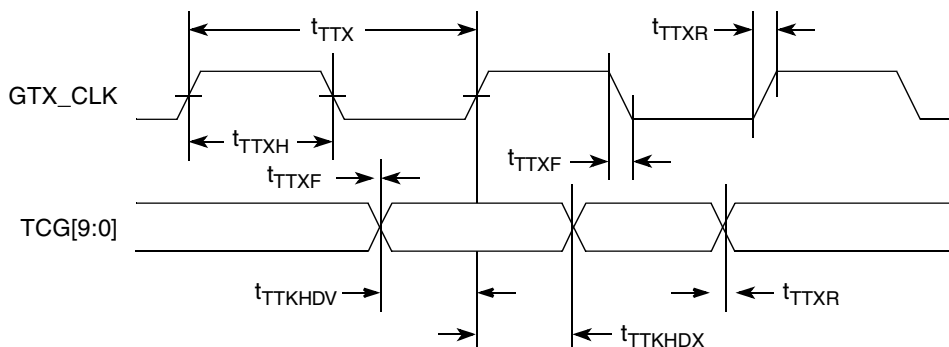 tTTX
tTTXR
GTX_CLK
tTTXH
tTTXF
tTTXF
TCG[9:0]
tTTKHDV
tTTXR
tTTKHDX